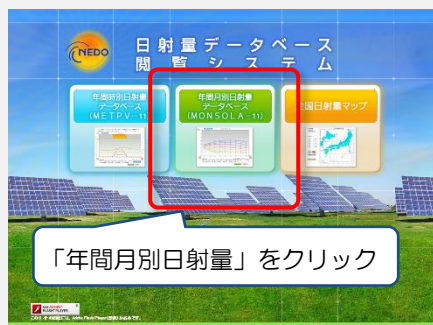 NEDO
日射量データベース
閲覧システム
年間時別日射量
データベース
(METPV-11)
年間月別日射量
データベース
(MONSOLA-11)
全国日射量マップ
「年間月別日射量」をクリック